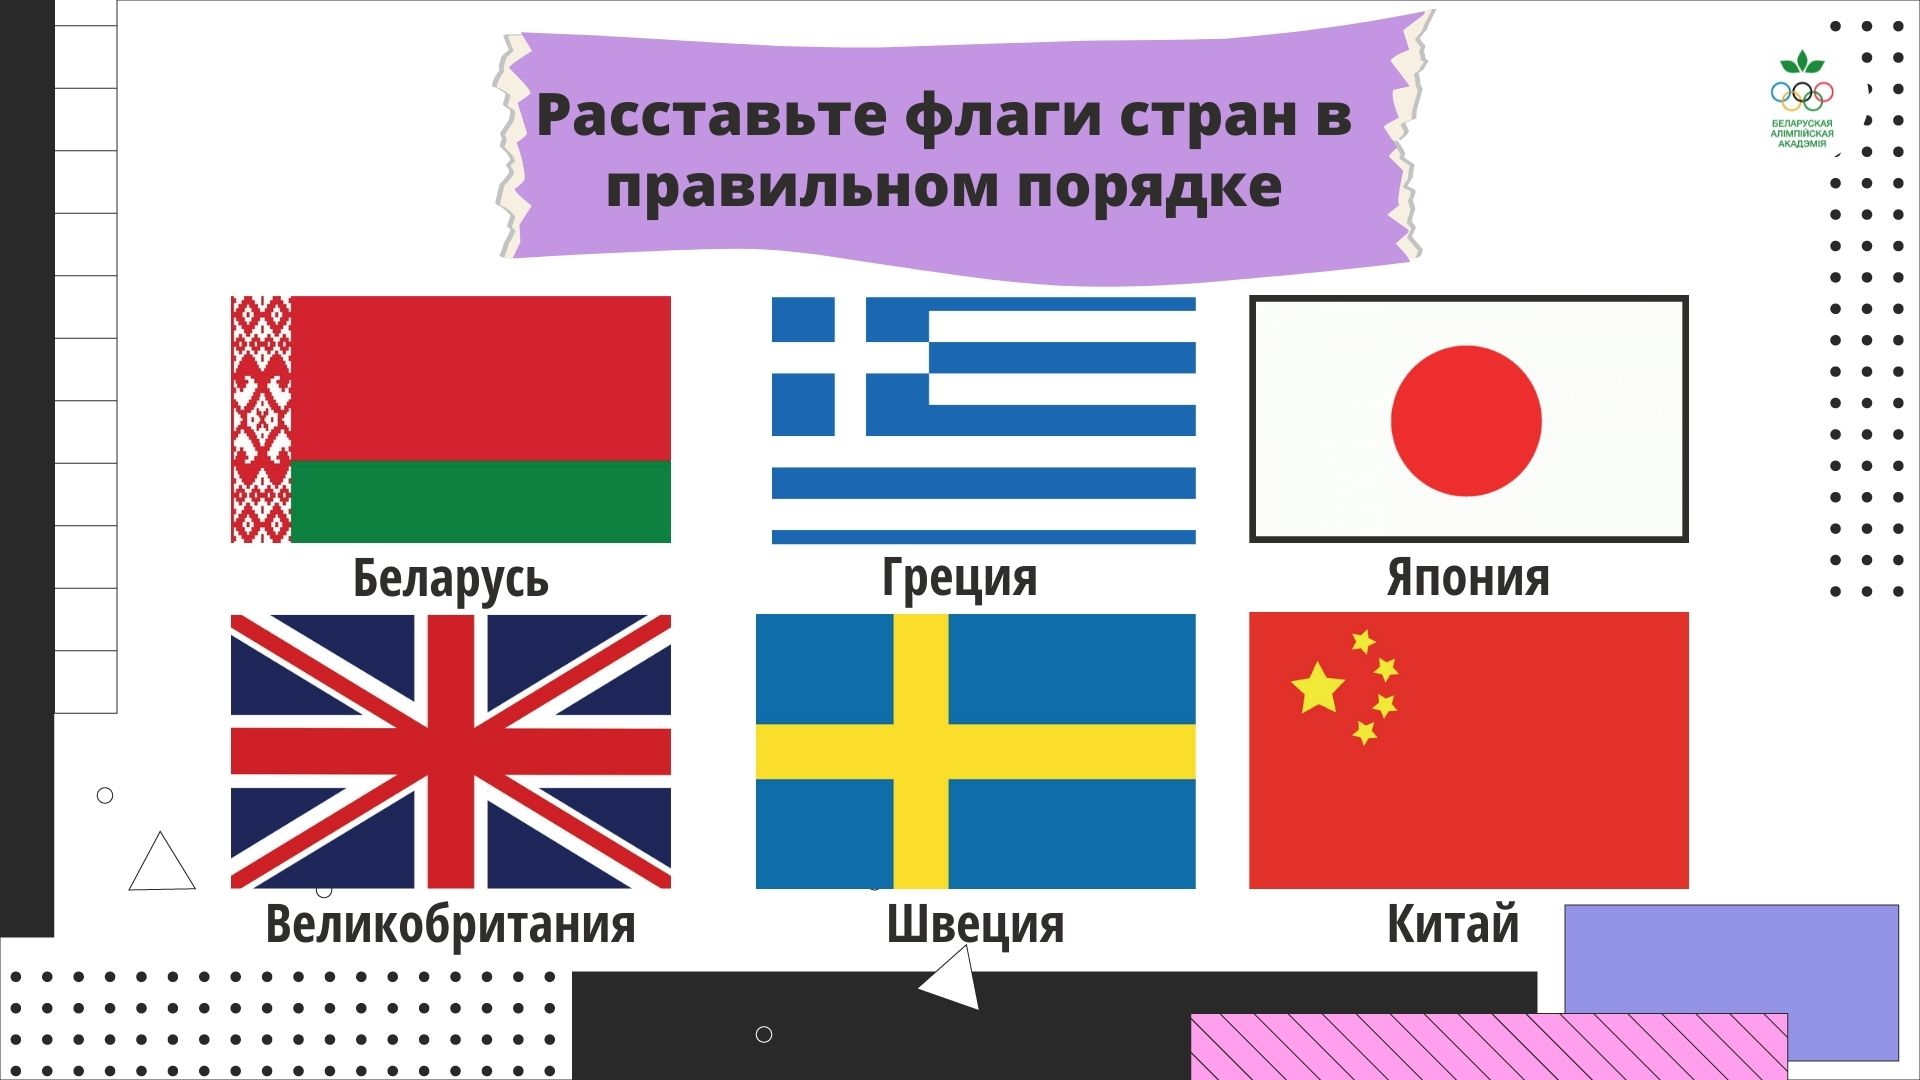 Расставьте флаги стран в
правильном порядке
БЕЛАРУСКАЯ
АЛІМПІЙСКАЯ
АКАДЭМІЯ
Беларусь
Греция
Япония
Великобритания
Швеция
Китай